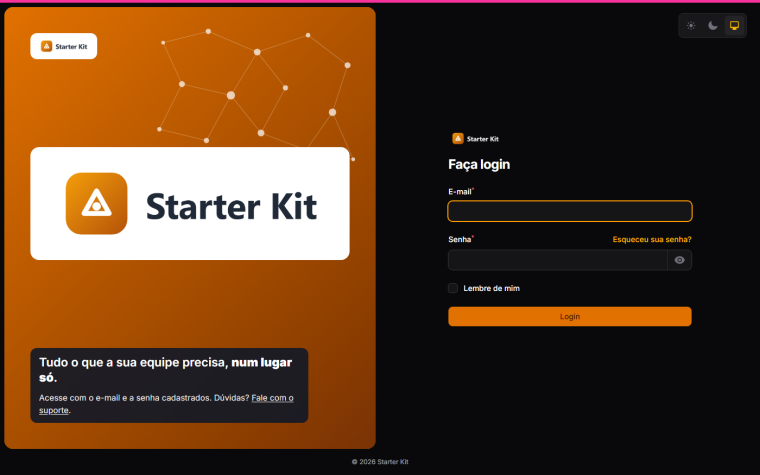 Starter Kit
Starter Kit
Tudo o que a sua equipe precisa, num lugar
só.
Acesse com o e-mail e a senha cadastrados. Dúvidas? Fale com o
suporte.
Starter Kit
Faça login
E-mail*
Senha*
Esqueceu sua senha?
Lembre de mim
Login
© 2026 Starter Kit